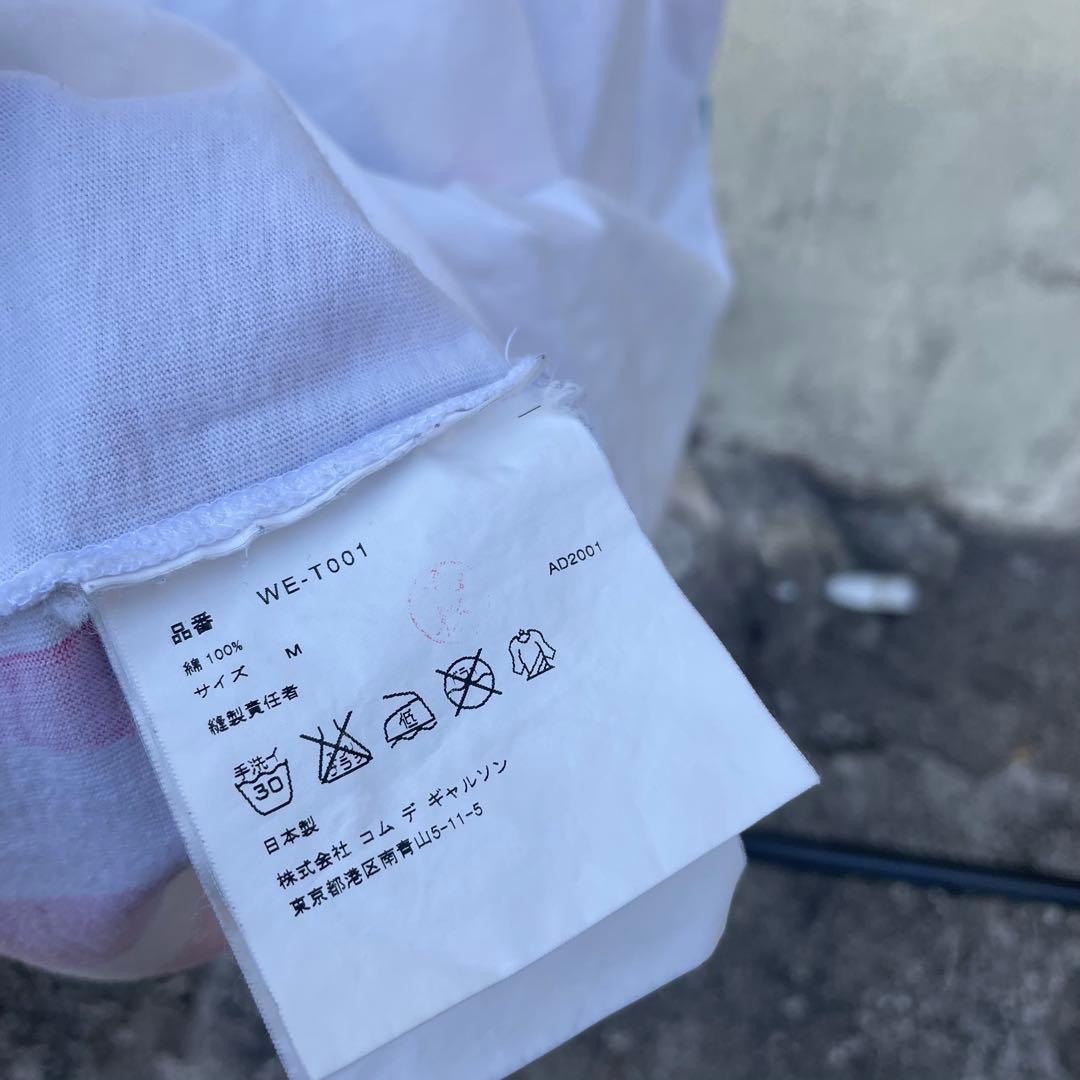 品番 WE-T001 AD2001
綿 100%
サイズ M
縫製責任者
手洗イ 30 低
日本製
株式会社 コム デ ギャルソン
東京都港区南青山5-11-5